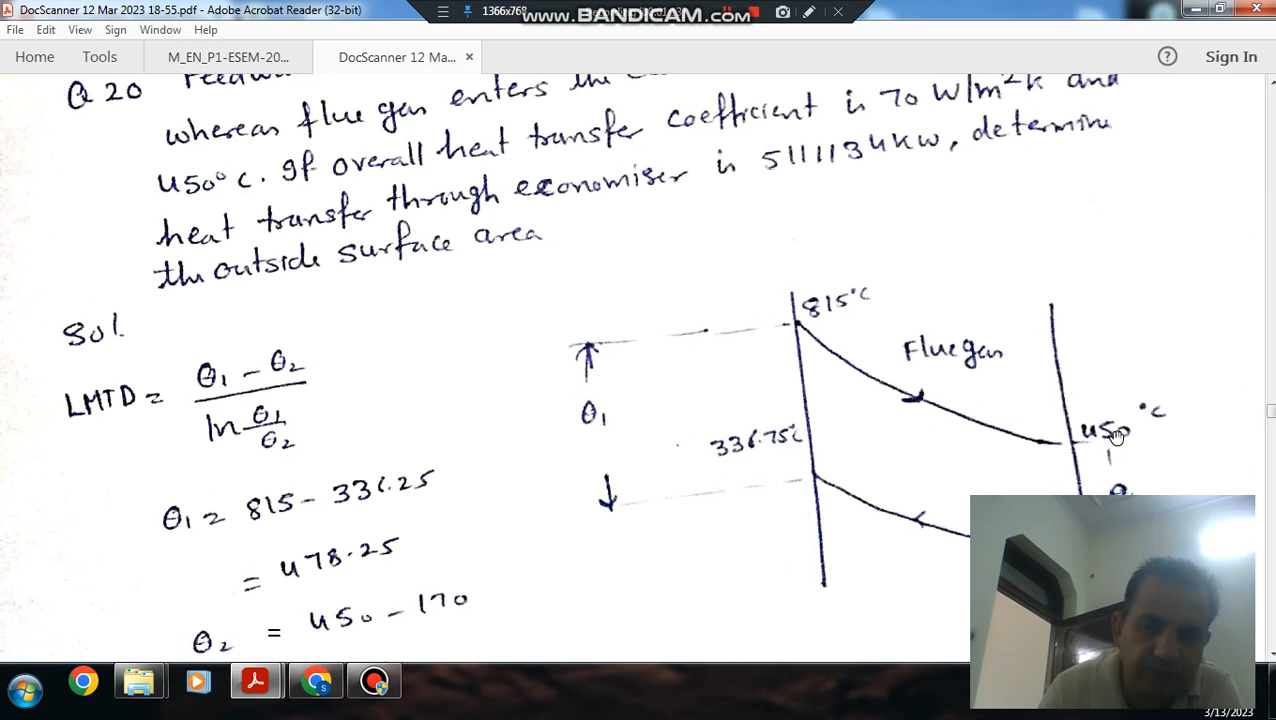 DocScanner 12 Mar 2023 18-55.pdf - Adobe Acrobat Reader (32-bit)
1366x768
www.BANDICAM.com
File Edit View Sign Window Help
Home Tools M_EN_P1-ESEM-20... DocScanner 12 Ma... × Sign In
Q 20
whereas flue gas enters the
450°C. If overall heat transfer coefficient is 70 W/m²K and
heat transfer through economiser is 5111134 KW, determine
the outside surface area
Sol.
LMTD = θ₁ - θ₂ / ln θ₁/θ₂
815°C
Flue gas
θ₁
336.75°C
450 °C
θ₁ = 815 - 336.25
= 478.25
θ₂ = 450 - 170
3/13/2023